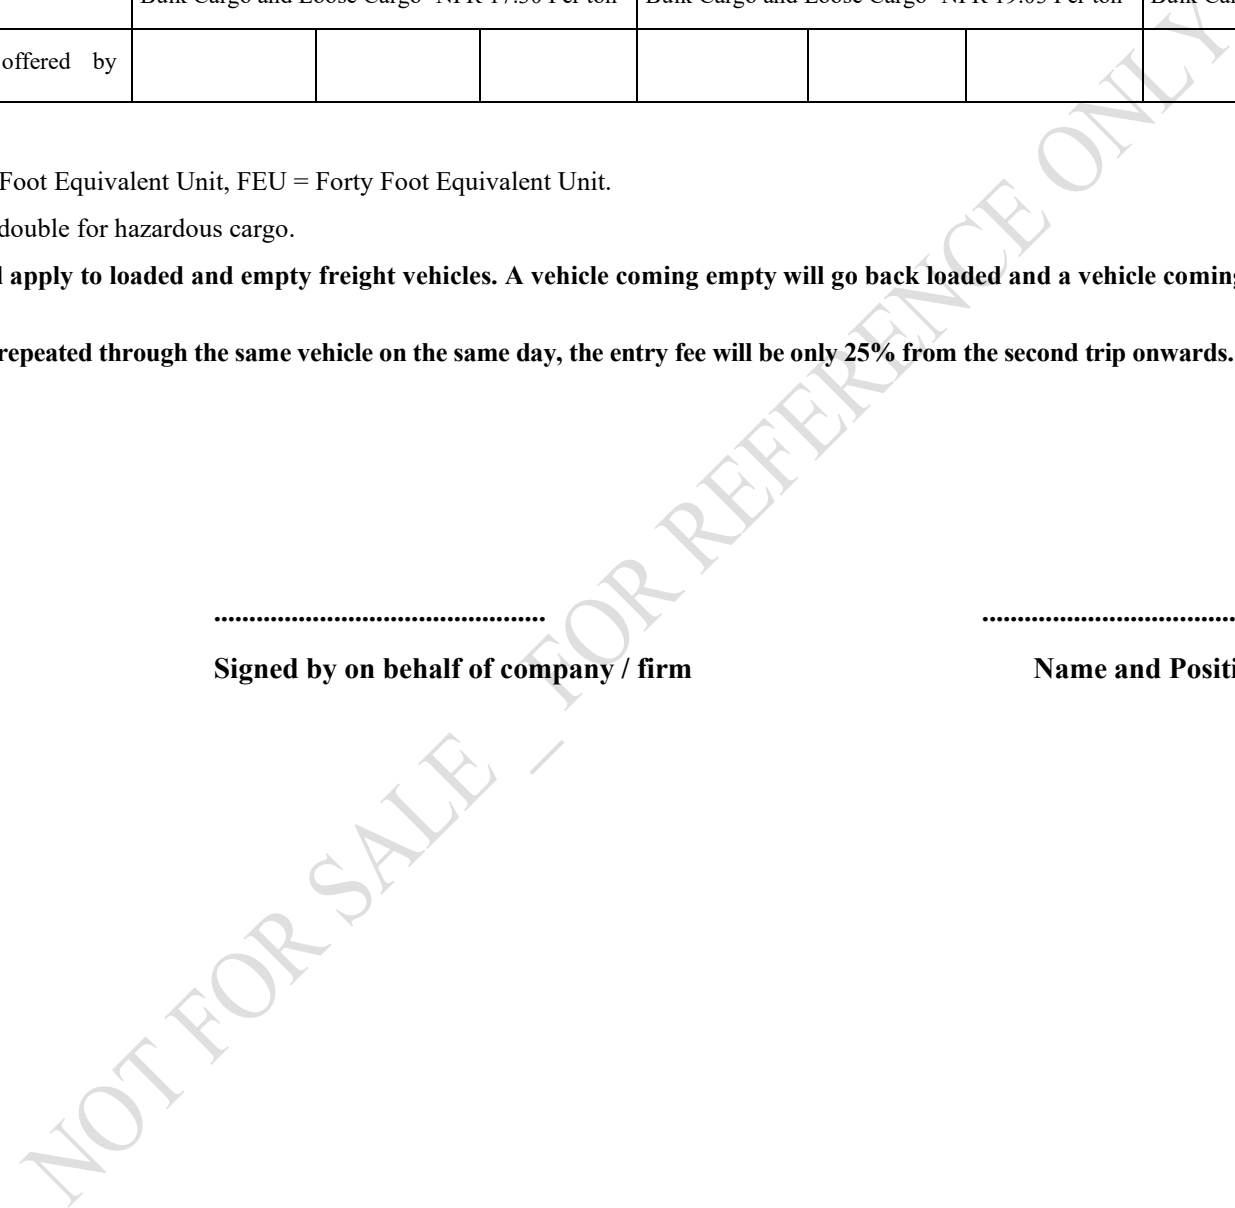 Bulk Cargo and Loose Cargo- NPR 17.30 Per ton Bulk Cargo and Loose Cargo- NPR 19.03 Per ton Bulk
offered by
Foot Equivalent Unit, FEU = Forty Foot Equivalent Unit.
double for hazardous cargo.
apply to loaded and empty freight vehicles. A vehicle coming empty will go back loaded and a vehicle coming
repeated through the same vehicle on the same day, the entry fee will be only 25% from the second trip onwards.
.............................................. ....................................
Signed by on behalf of company / firm Name and Positi
NOT FOR SALE _ FOR REFERENCE ONLY